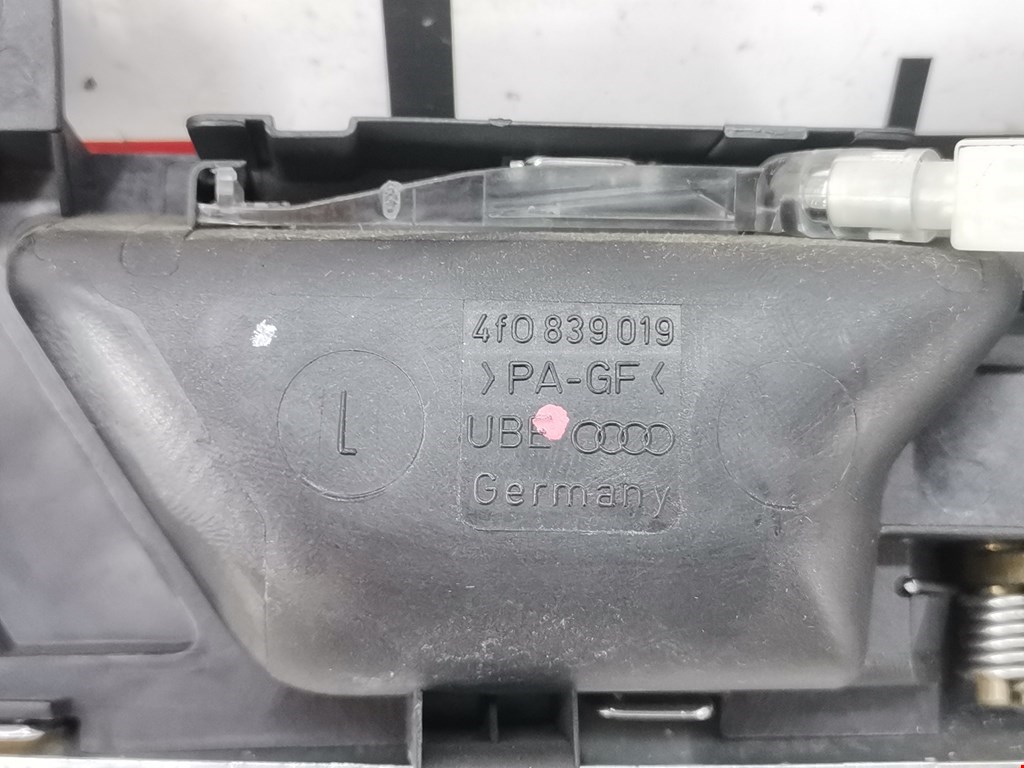 4f0 839 019
>PA-GF<
L
UBE
Germany